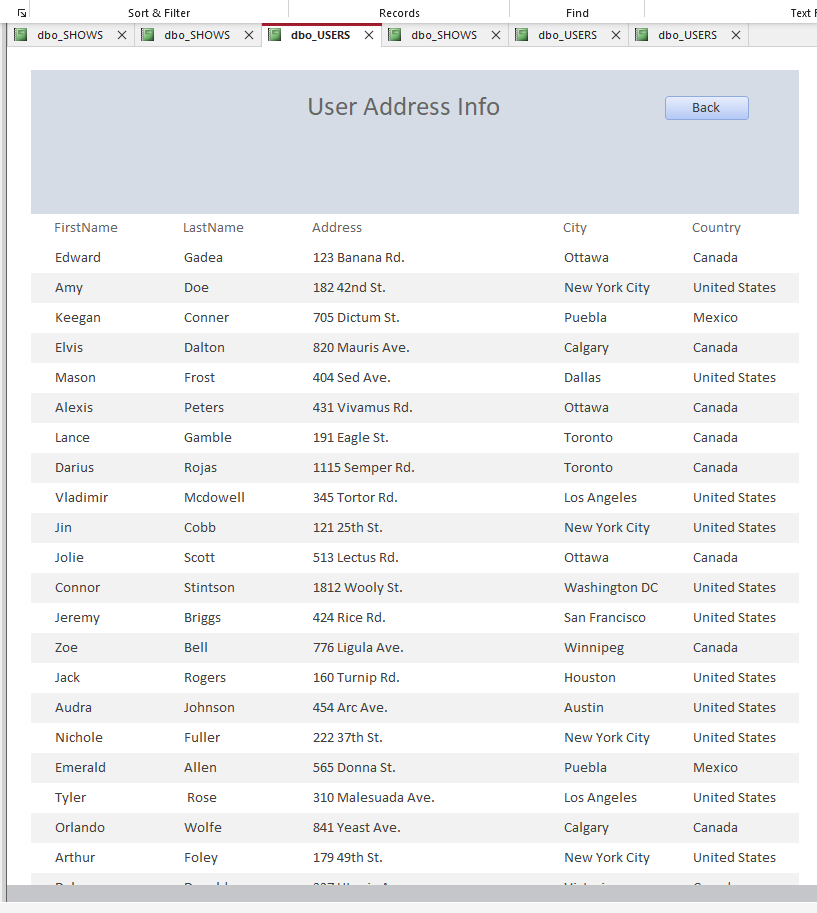 Sort & Filter Records Find Text
dbo_SHOWS dbo_SHOWS dbo_USERS dbo_SHOWS dbo_USERS dbo_USERS
User Address Info Back
FirstName LastName Address City Country
Edward Gadea 123 Banana Rd. Ottawa Canada
Amy Doe 182 42nd St. New York City United States
Keegan Conner 705 Dictum St. Puebla Mexico
Elvis Dalton 820 Mauris Ave. Calgary Canada
Mason Frost 404 Sed Ave. Dallas United States
Alexis Peters 431 Vivamus Rd. Ottawa Canada
Lance Gamble 191 Eagle St. Toronto Canada
Darius Rojas 1115 Semper Rd. Toronto Canada
Vladimir Mcdowell 345 Tortor Rd. Los Angeles United States
Jin Cobb 121 25th St. New York City United States
Jolie Scott 513 Lectus Rd. Ottawa Canada
Connor Stintson 1812 Wooly St. Washington DC United States
Jeremy Briggs 424 Rice Rd. San Francisco United States
Zoe Bell 776 Ligula Ave. Winnipeg Canada
Jack Rogers 160 Turnip Rd. Houston United States
Audra Johnson 454 Arc Ave. Austin United States
Nichole Fuller 222 37th St. New York City United States
Emerald Allen 565 Donna St. Puebla Mexico
Tyler Rose 310 Malesuada Ave. Los Angeles United States
Orlando Wolfe 841 Yeast Ave. Calgary Canada
Arthur Foley 179 49th St. New York City United States